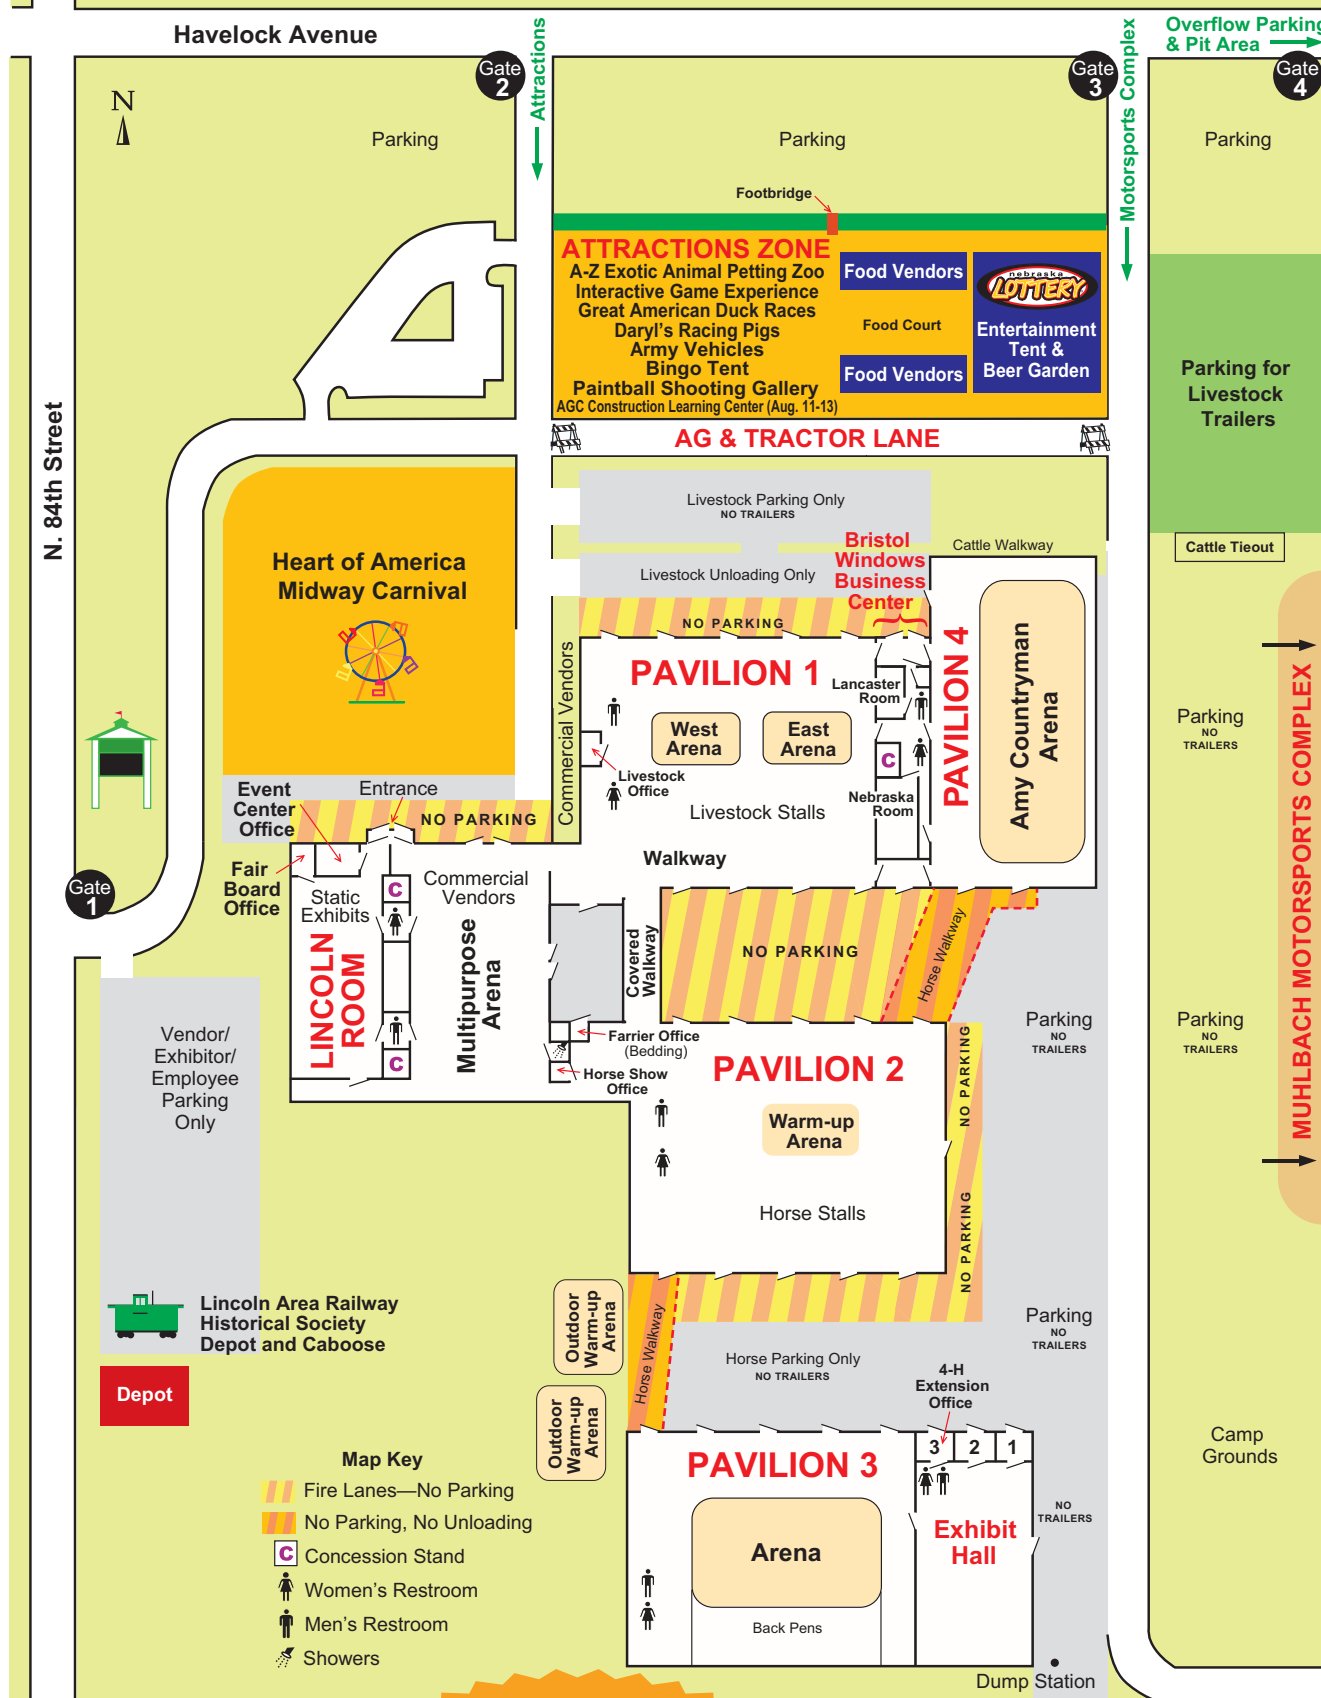 Havelock Avenue
Attractions
Motorsports Complex
Overflow Parking
& Pit Area
Gate
2
Gate
3
Gate
4
N
Parking
Parking
Parking
Footbridge
ATTRACTIONS ZONE
A-Z Exotic Animal Petting Zoo
Interactive Game Experience
Great American Duck Races
Daryl's Racing Pigs
Army Vehicles
Bingo Tent
Paintball Shooting Gallery
AGC Construction Learning Center (Aug. 11-13)
Food Vendors
Food Court
Food Vendors
nebraska
LOTTERY
Entertainment
Tent &
Beer Garden
Parking for
Livestock
Trailers
AG & TRACTOR LANE
N. 84th Street
Livestock Parking Only
NO TRAILERS
Livestock Unloading Only
NO PARKING
Bristol
Windows
Business
Center
Cattle Walkway
Cattle Tieout
Heart of America
Midway Carnival
Commercial Vendors
PAVILION 1
West
Arena
East
Arena
Livestock
Office
Livestock Stalls
Lancaster
Room
C
Nebraska
Room
PAVILION 4
Amy Countryman
Arena
Parking
NO
TRAILERS
MUHLBACH MOTORSPORTS COMPLEX
Event
Center
Office
Entrance
NO PARKING
Walkway
Gate
1
Fair
Board
Office
Static
Exhibits
C
Commercial
Vendors
LINCOLN
ROOM
Multipurpose
Arena
C
Covered
Walkway
NO PARKING
Horse Walkway
Farrier Office
(Bedding)
Horse Show
Office
PAVILION 2
Warm-up
Arena
Horse Stalls
NO PARKING
NO PARKING
Parking
NO
TRAILERS
Parking
NO
TRAILERS
Vendor/
Exhibitor/
Employee
Parking
Only
Lincoln Area Railway
Historical Society
Depot and Caboose
Depot
Outdoor
Warm-up
Arena
Outdoor
Warm-up
Arena
Horse Walkway
Horse Parking Only
NO TRAILERS
Parking
NO
TRAILERS
4-H
Extension
Office
3
2
1
PAVILION 3
Arena
Back Pens
Exhibit
Hall
NO
TRAILERS
Camp
Grounds
Dump Station
Map Key
Fire Lanes—No Parking
No Parking, No Unloading
C
Concession Stand
Women's Restroom
Men's Restroom
Showers